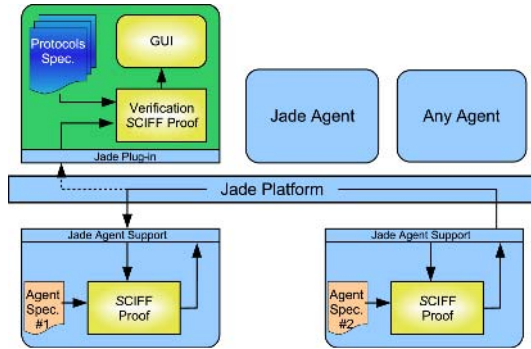 Protocols
Spec.
GUI
Verification
SCIFF Proof
Jade Plug-in
Jade Agent
Any Agent
Jade Platform
Jade Agent Support
Agent
Spec.
#1
SCIFF
Proof
Jade Agent Support
Agent
Spec.
#2
SCIFF
Proof